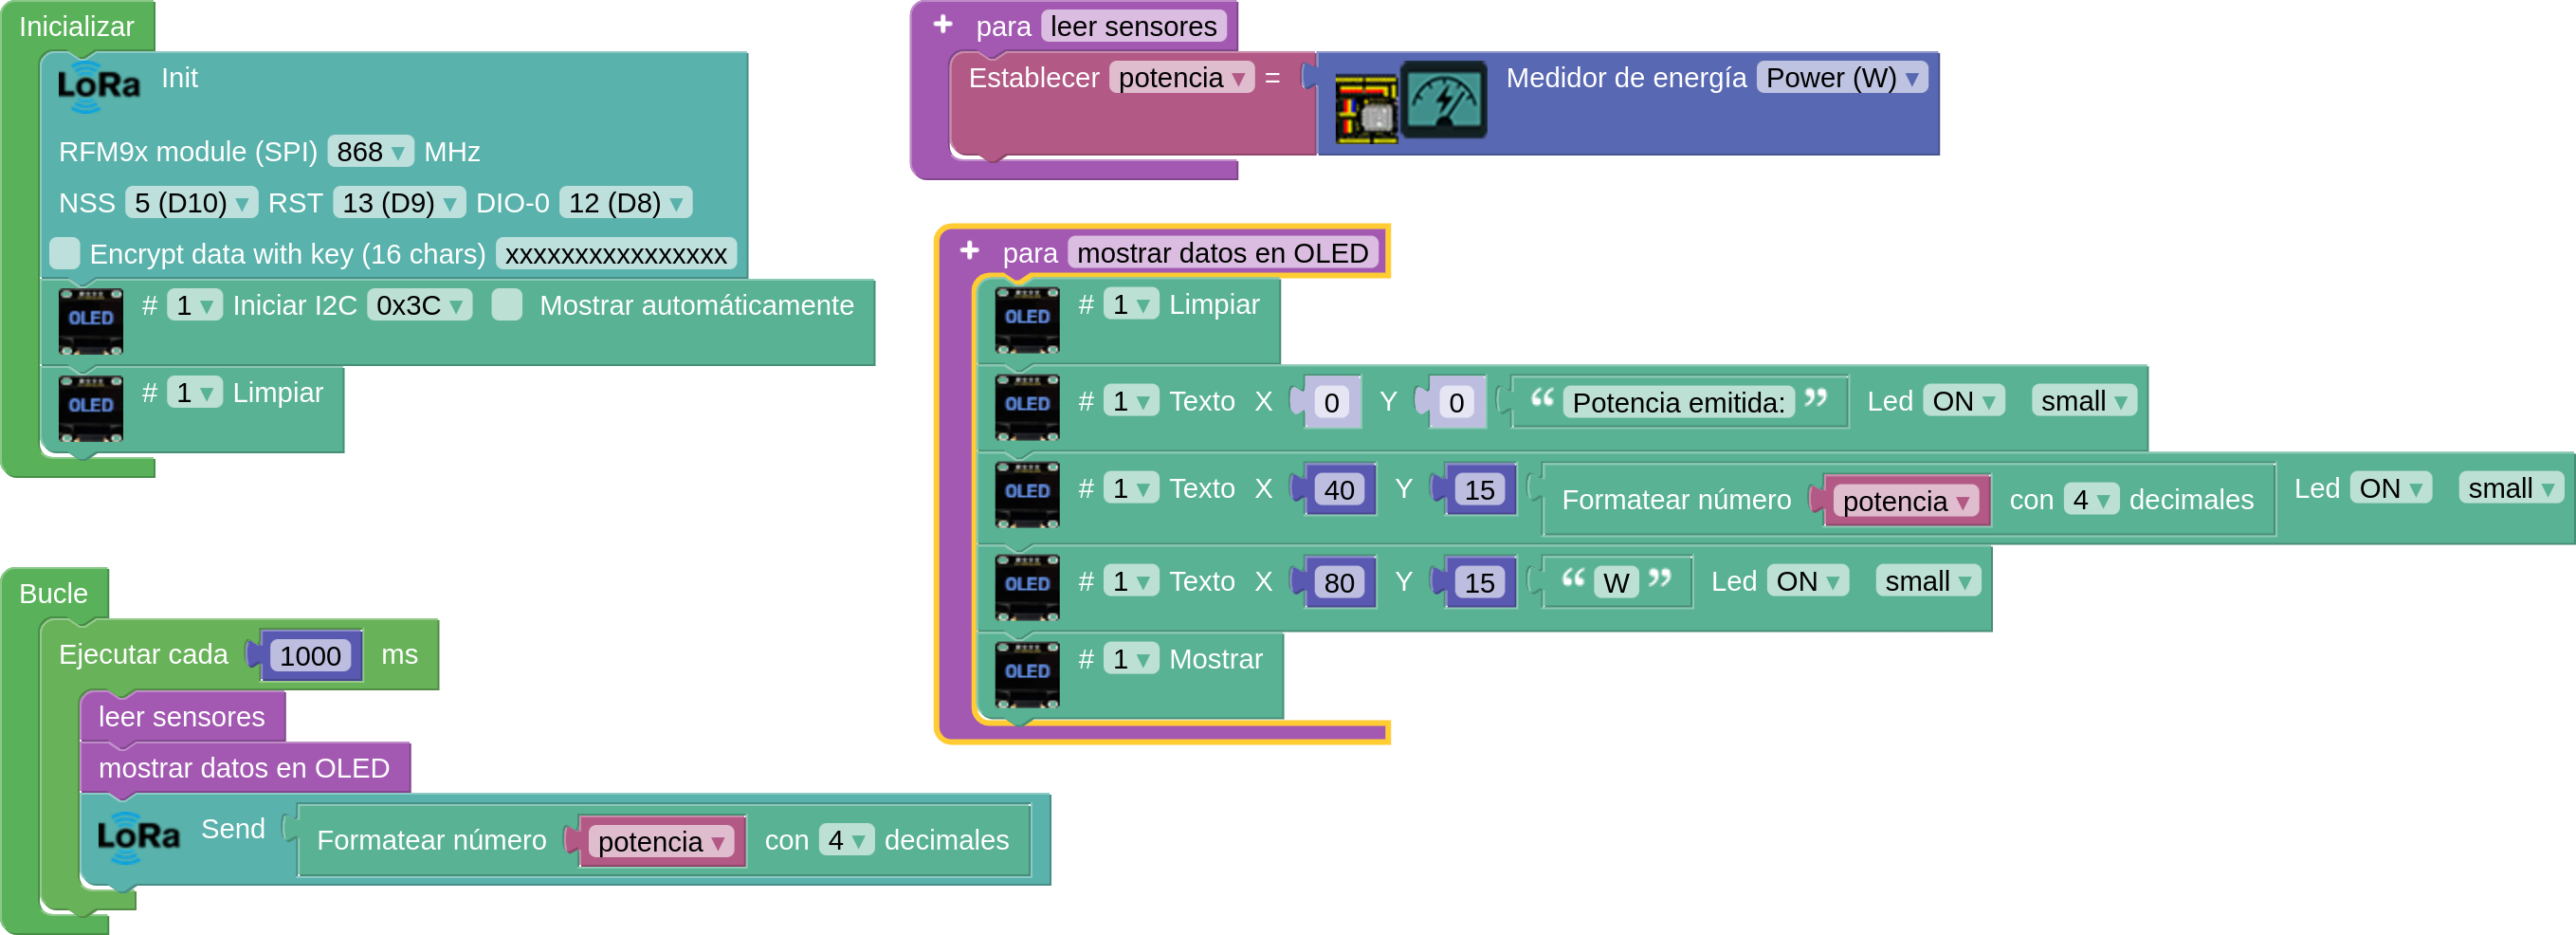 Inicializar
LoRa Init
RFM9x module (SPI) 868 MHz
NSS 5 (D10) RST 13 (D9) DIO-0 12 (D8)
Encrypt data with key (16 chars) xxxxxxxxxxxxxxxx
OLED # 1 Iniciar I2C 0x3C Mostrar automáticamente
OLED # 1 Limpiar
Bucle
Ejecutar cada 1000 ms
leer sensores
mostrar datos en OLED
LoRa Send Formatear número potencia con 4 decimales
para leer sensores
Establecer potencia = Medidor de energía Power (W)
para mostrar datos en OLED
OLED # 1 Limpiar
OLED # 1 Texto X 0 Y 0 “ Potencia emitida: ” Led ON small
OLED # 1 Texto X 40 Y 15 Formatear número potencia con 4 decimales Led ON small
OLED # 1 Texto X 80 Y 15 “ W ” Led ON small
OLED # 1 Mostrar